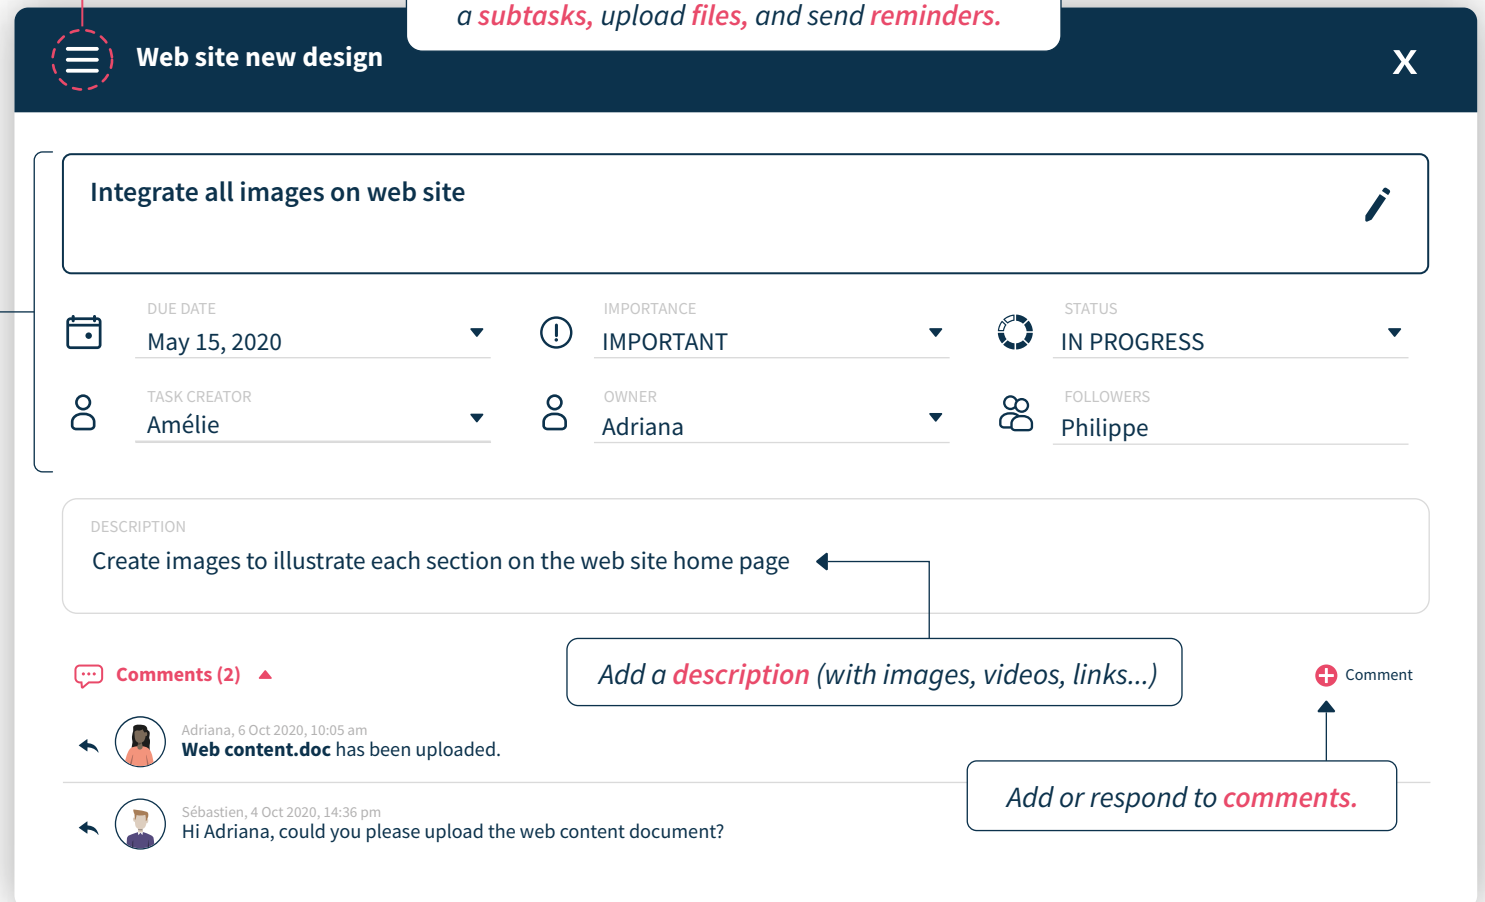 a subtasks, upload files, and send reminders.
Web site new design
X
Integrate all images on web site
DUE DATE
May 15, 2020
IMPORTANCE
IMPORTANT
STATUS
IN PROGRESS
TASK CREATOR
Amélie
OWNER
Adriana
FOLLOWERS
Philippe
DESCRIPTION
Create images to illustrate each section on the web site home page
Add a description (with images, videos, links...)
Comments (2)
Comment
Adriana, 6 Oct 2020, 10:05 am
Web content.doc has been uploaded.
Add or respond to comments.
Sébastien, 4 Oct 2020, 14:36 pm
Hi Adriana, could you please upload the web content document?